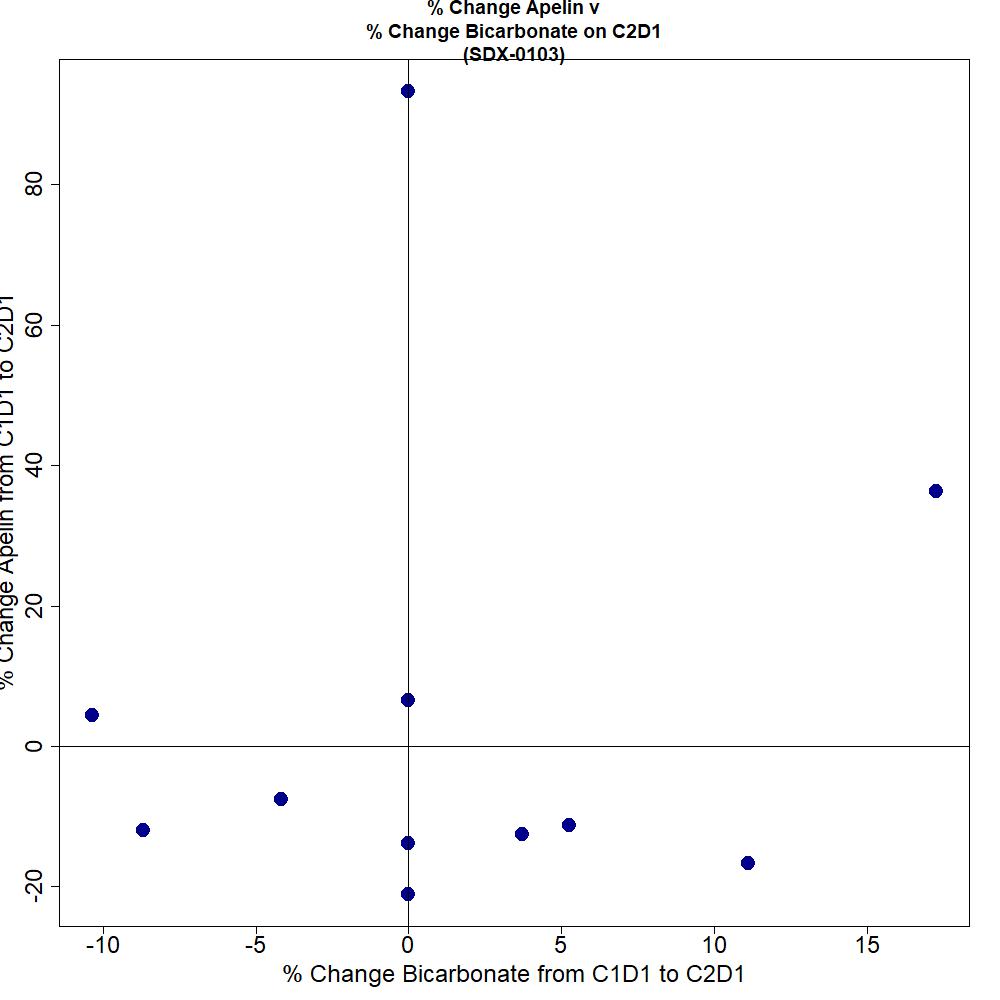 % Change Apelin v
% Change Bicarbonate on C2D1
(SDX-0103)
% Change Apelin from C1D1 to C2D1
80
60
40
20
0
-20
-10
-5
0
5
10
15
% Change Bicarbonate from C1D1 to C2D1